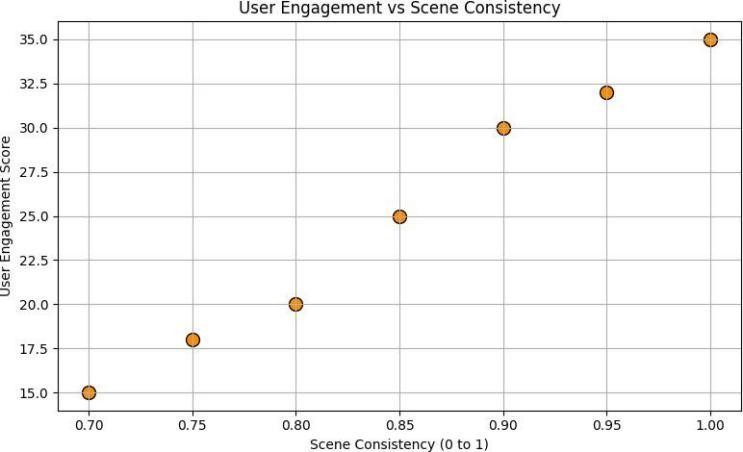 User Engagement vs Scene Consistency
35.0
32.5
30.0
27.5
25.0
22.5
20.0
17.5
15.0
User Engagement Score
0.70 0.75 0.80 0.85 0.90 0.95 1.00
Scene Consistency (0 to 1)